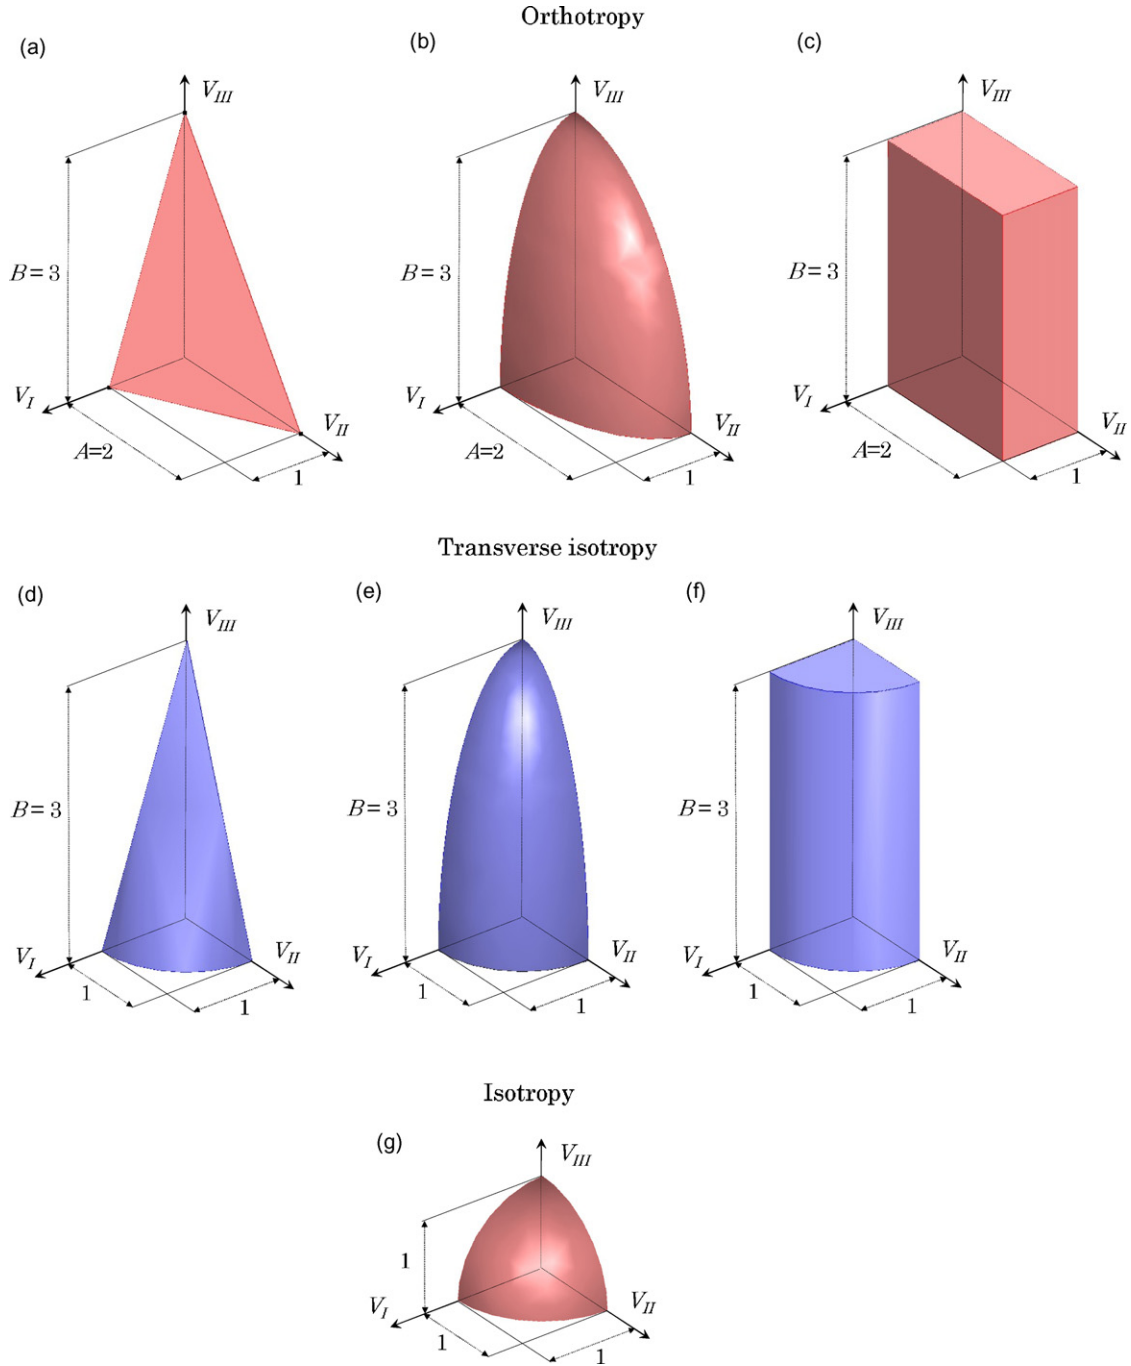 Orthotropy
(a)
(b)
(c)
V_III
V_III
V_III
B = 3
B = 3
B = 3
V_I
V_II
A=2
1
V_I
V_II
A=2
1
V_I
V_II
A=2
1
Transverse isotropy
(d)
(e)
(f)
V_III
V_III
V_III
B = 3
B = 3
B = 3
V_I
V_II
1
1
V_I
V_II
1
1
V_I
V_II
1
1
Isotropy
(g)
V_III
1
V_I
V_II
1
1